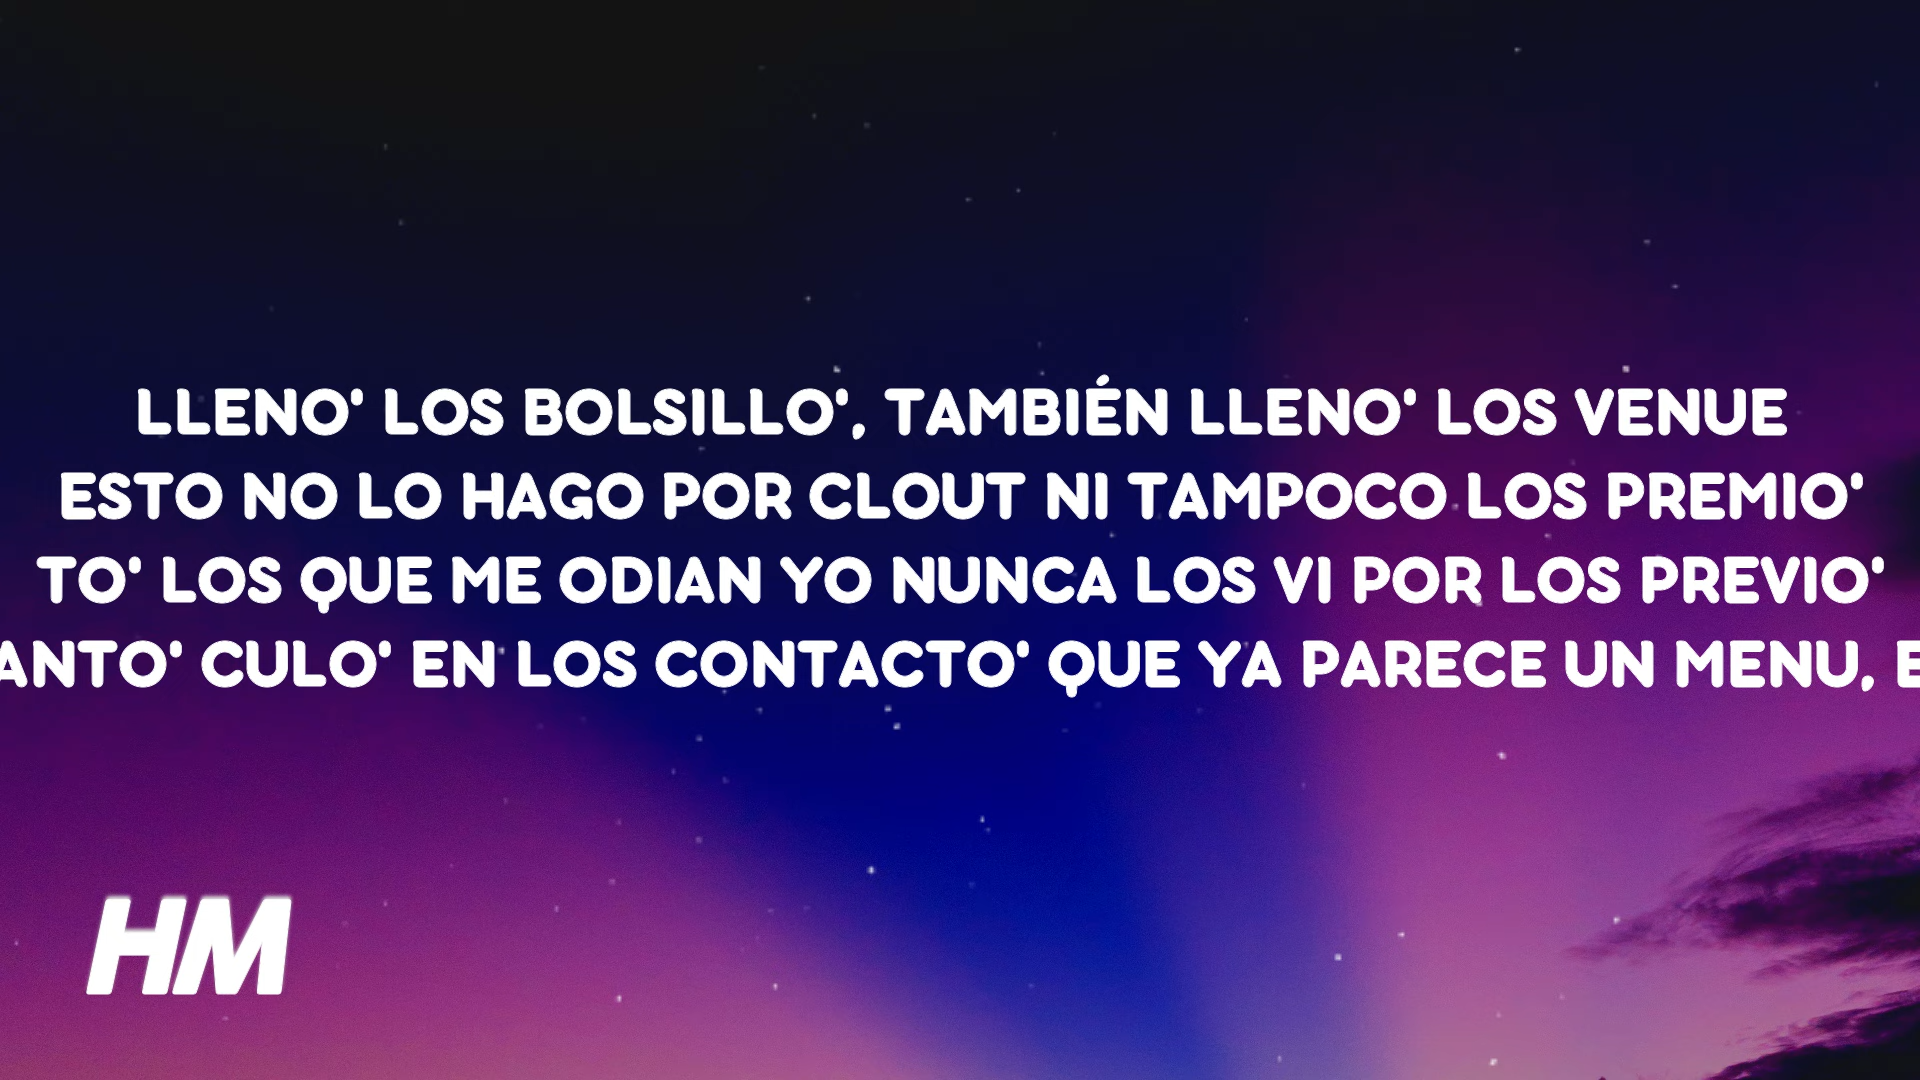 LLENO' LOS BOLSILLO', TAMBIÉN LLENO' LOS VENUE
ESTO NO LO HAGO POR CLOUT NI TAMPOCO LOS PREMIO'
TO' LOS QUE ME ODIAN YO NUNCA LOS VI POR LOS PREVIO'
CULO' EN LOS CONTACTO' QUE YA PARECE UN MENU,
HM